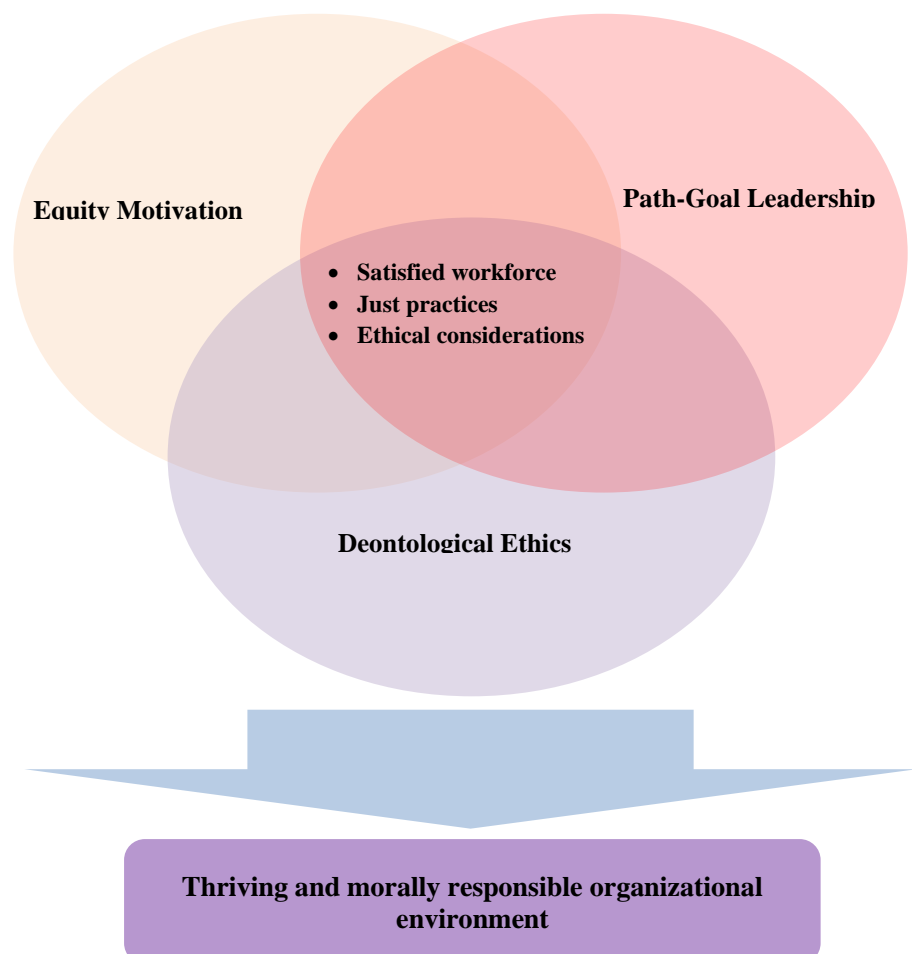 Equity Motivation
Path-Goal Leadership
• Satisfied workforce
• Just practices
• Ethical considerations
Deontological Ethics
Thriving and morally responsible organizational
environment